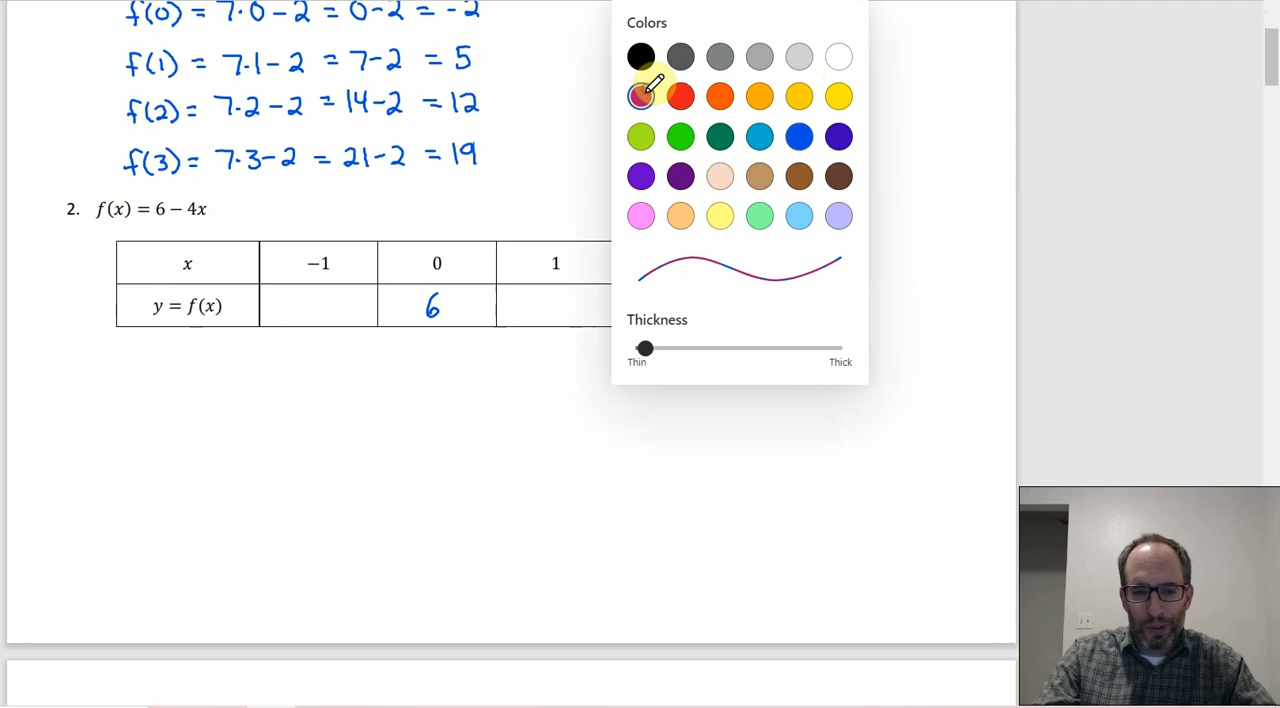 f(0) = 7·0−2 = 0−2 = −2
f(1) = 7·1−2 = 7−2 = 5
f(2) = 7·2−2 = 14−2 = 12
f(3) = 7·3−2 = 21−2 = 19
2. f(x) = 6 − 4x
x −1 0 1
y = f(x) 6
Colors
Thickness
Thin Thick